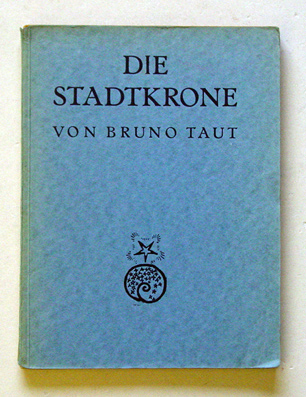 DIE
STADTKRONE
VON BRUNO TAUT